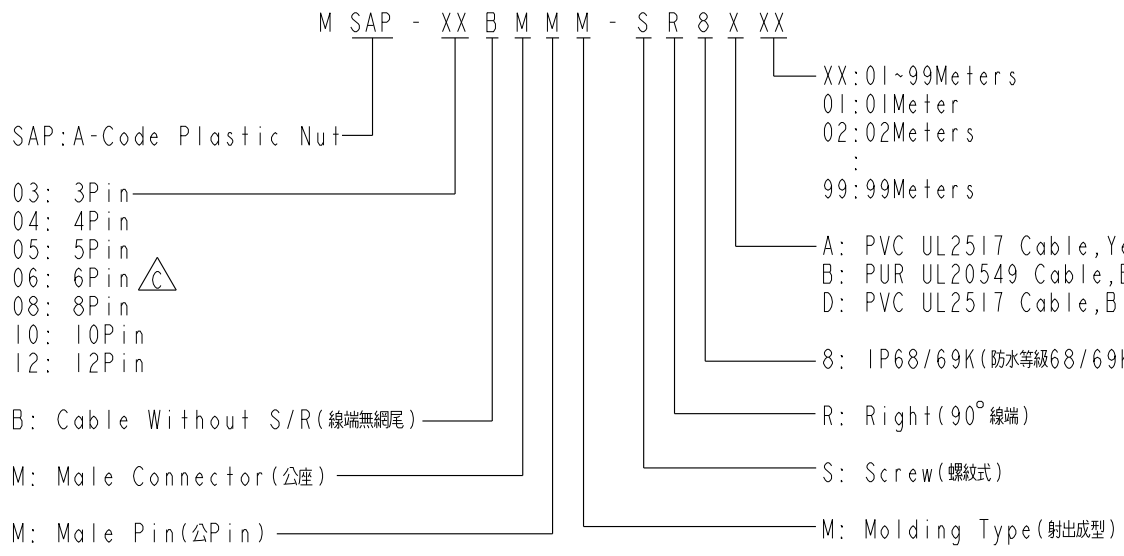 M SAP - XX B M M M - S R 8 X XX
SAP:A-Code Plastic Nut
03: 3Pin
04: 4Pin
05: 5Pin
06: 6Pin C
08: 8Pin
10: 10Pin
12: 12Pin
B: Cable Without S/R(線端無網尾)
M: Male Connector(公座)
M: Male Pin(公Pin)
XX:01~99Meters
01:01Meter
02:02Meters
:
99:99Meters
A: PVC UL2517 Cable,Ye
B: PUR UL20549 Cable,B
D: PVC UL2517 Cable,B
8: IP68/69K(防水等級68/69K
R: Right(90°線端)
S: Screw(螺紋式)
M: Molding Type(射出成型)